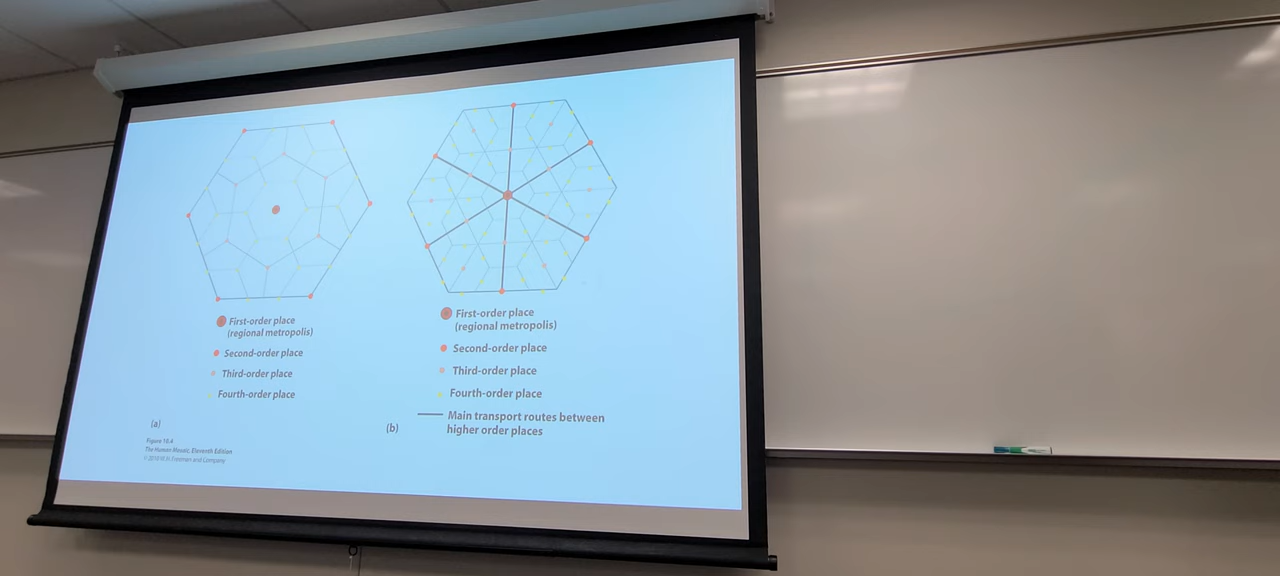 First-order place
(regional metropolis)
Second-order place
Third-order place
Fourth-order place
(a)
Figure 10.4
The Human Mosaic, Eleventh Edition
First-order place
(regional metropolis)
Second-order place
Third-order place
Fourth-order place
Main transport routes between
higher order places
(b)